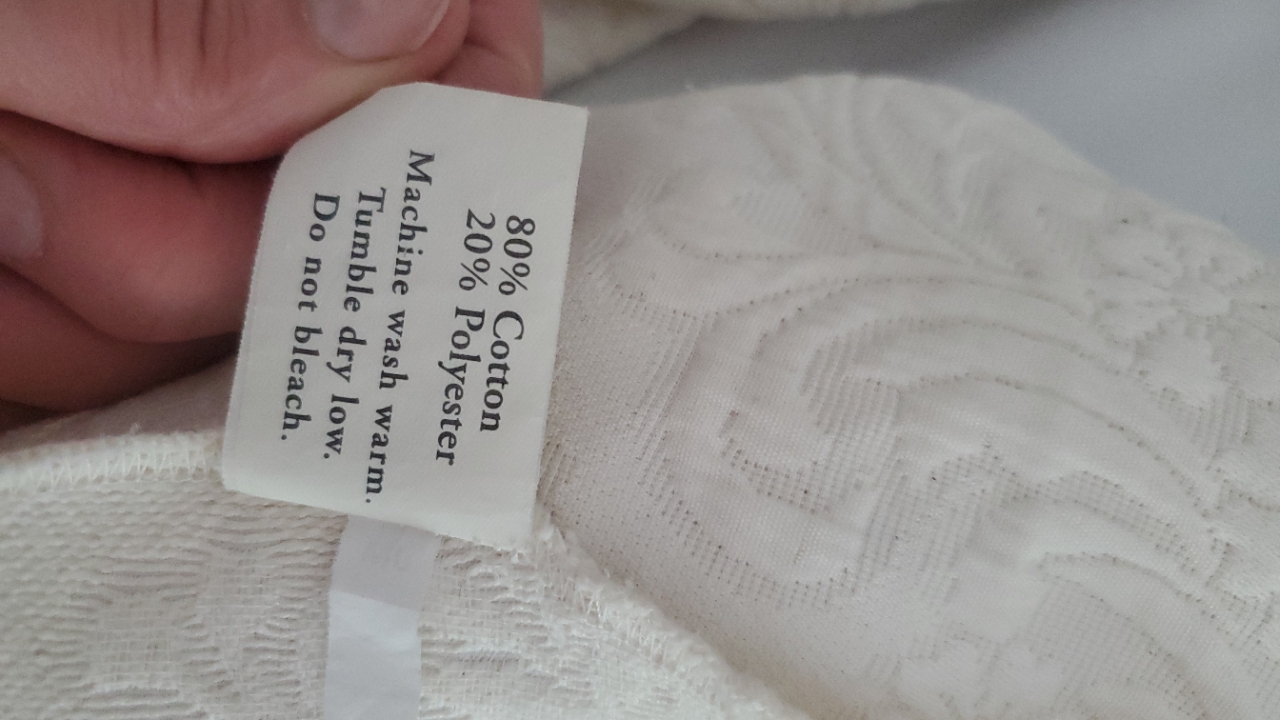 80% Cotton
20% Polyester
Machine wash warm.
Tumble dry low.
Do not bleach.